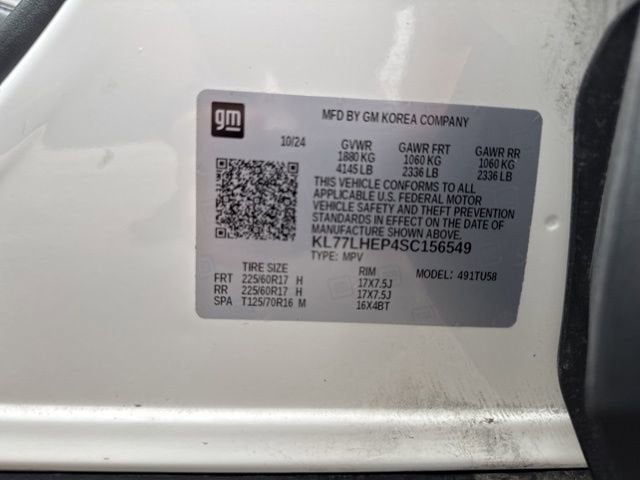 gm
MFD BY GM KOREA COMPANY
10/24 GVWR GAWR FRT GAWR RR
1880 KG 1060 KG 1060 KG
4145 LB 2336 LB 2336 LB
THIS VEHICLE CONFORMS TO ALL
APPLICABLE U.S. FEDERAL MOTOR
VEHICLE SAFETY AND THEFT PREVENTION
STANDARDS IN EFFECT ON THE DATE OF
MANUFACTURE SHOWN ABOVE.
KL77LHEP4SC156549
TYPE: MPV
TIRE SIZE RIM MODEL: 491TU58
FRT 225/60R17 H 17X7.5J
RR 225/60R17 H 17X7.5J
SPA T125/70R16 M 16X4BT